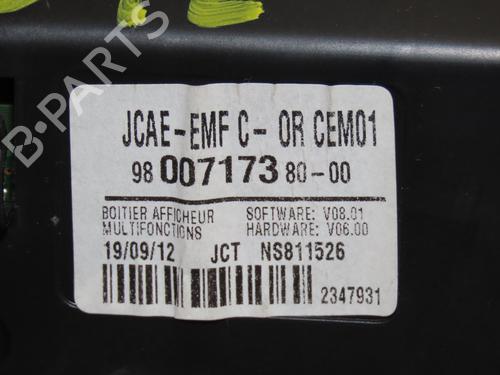 JCAE-EMF C- OR CEM01
98 007173 80-00
BOITIER AFFICHEUR SOFTWARE: V08.01
MULTIFONCTIONS HARDWARE: V06.00
19/09/12 JCT NS811526
2347931
B-PARTS